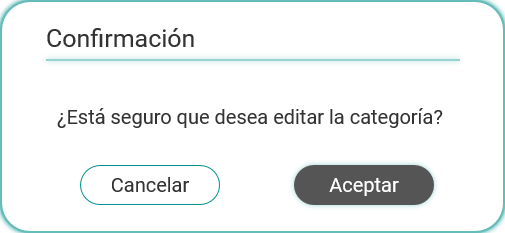 Confirmación
¿Está seguro que desea editar la categoría?
Cancelar
Aceptar